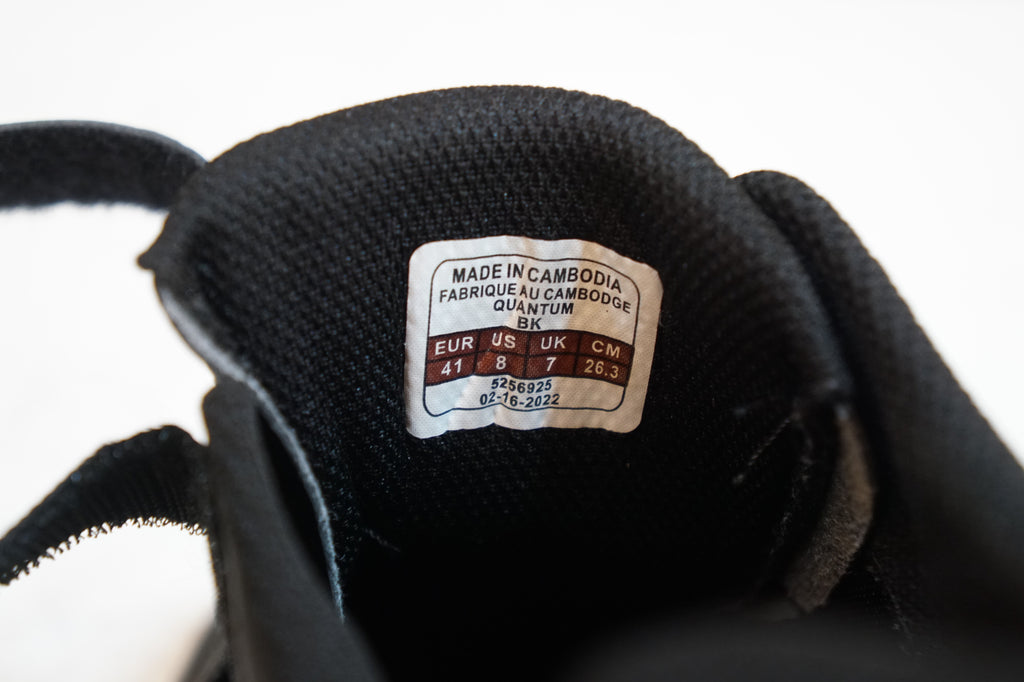 MADE IN CAMBODIA
FABRIQUE AU CAMBODGE
QUANTUM
BK
EUR US UK CM
41 8 7 26.3
5256925
02-16-2022